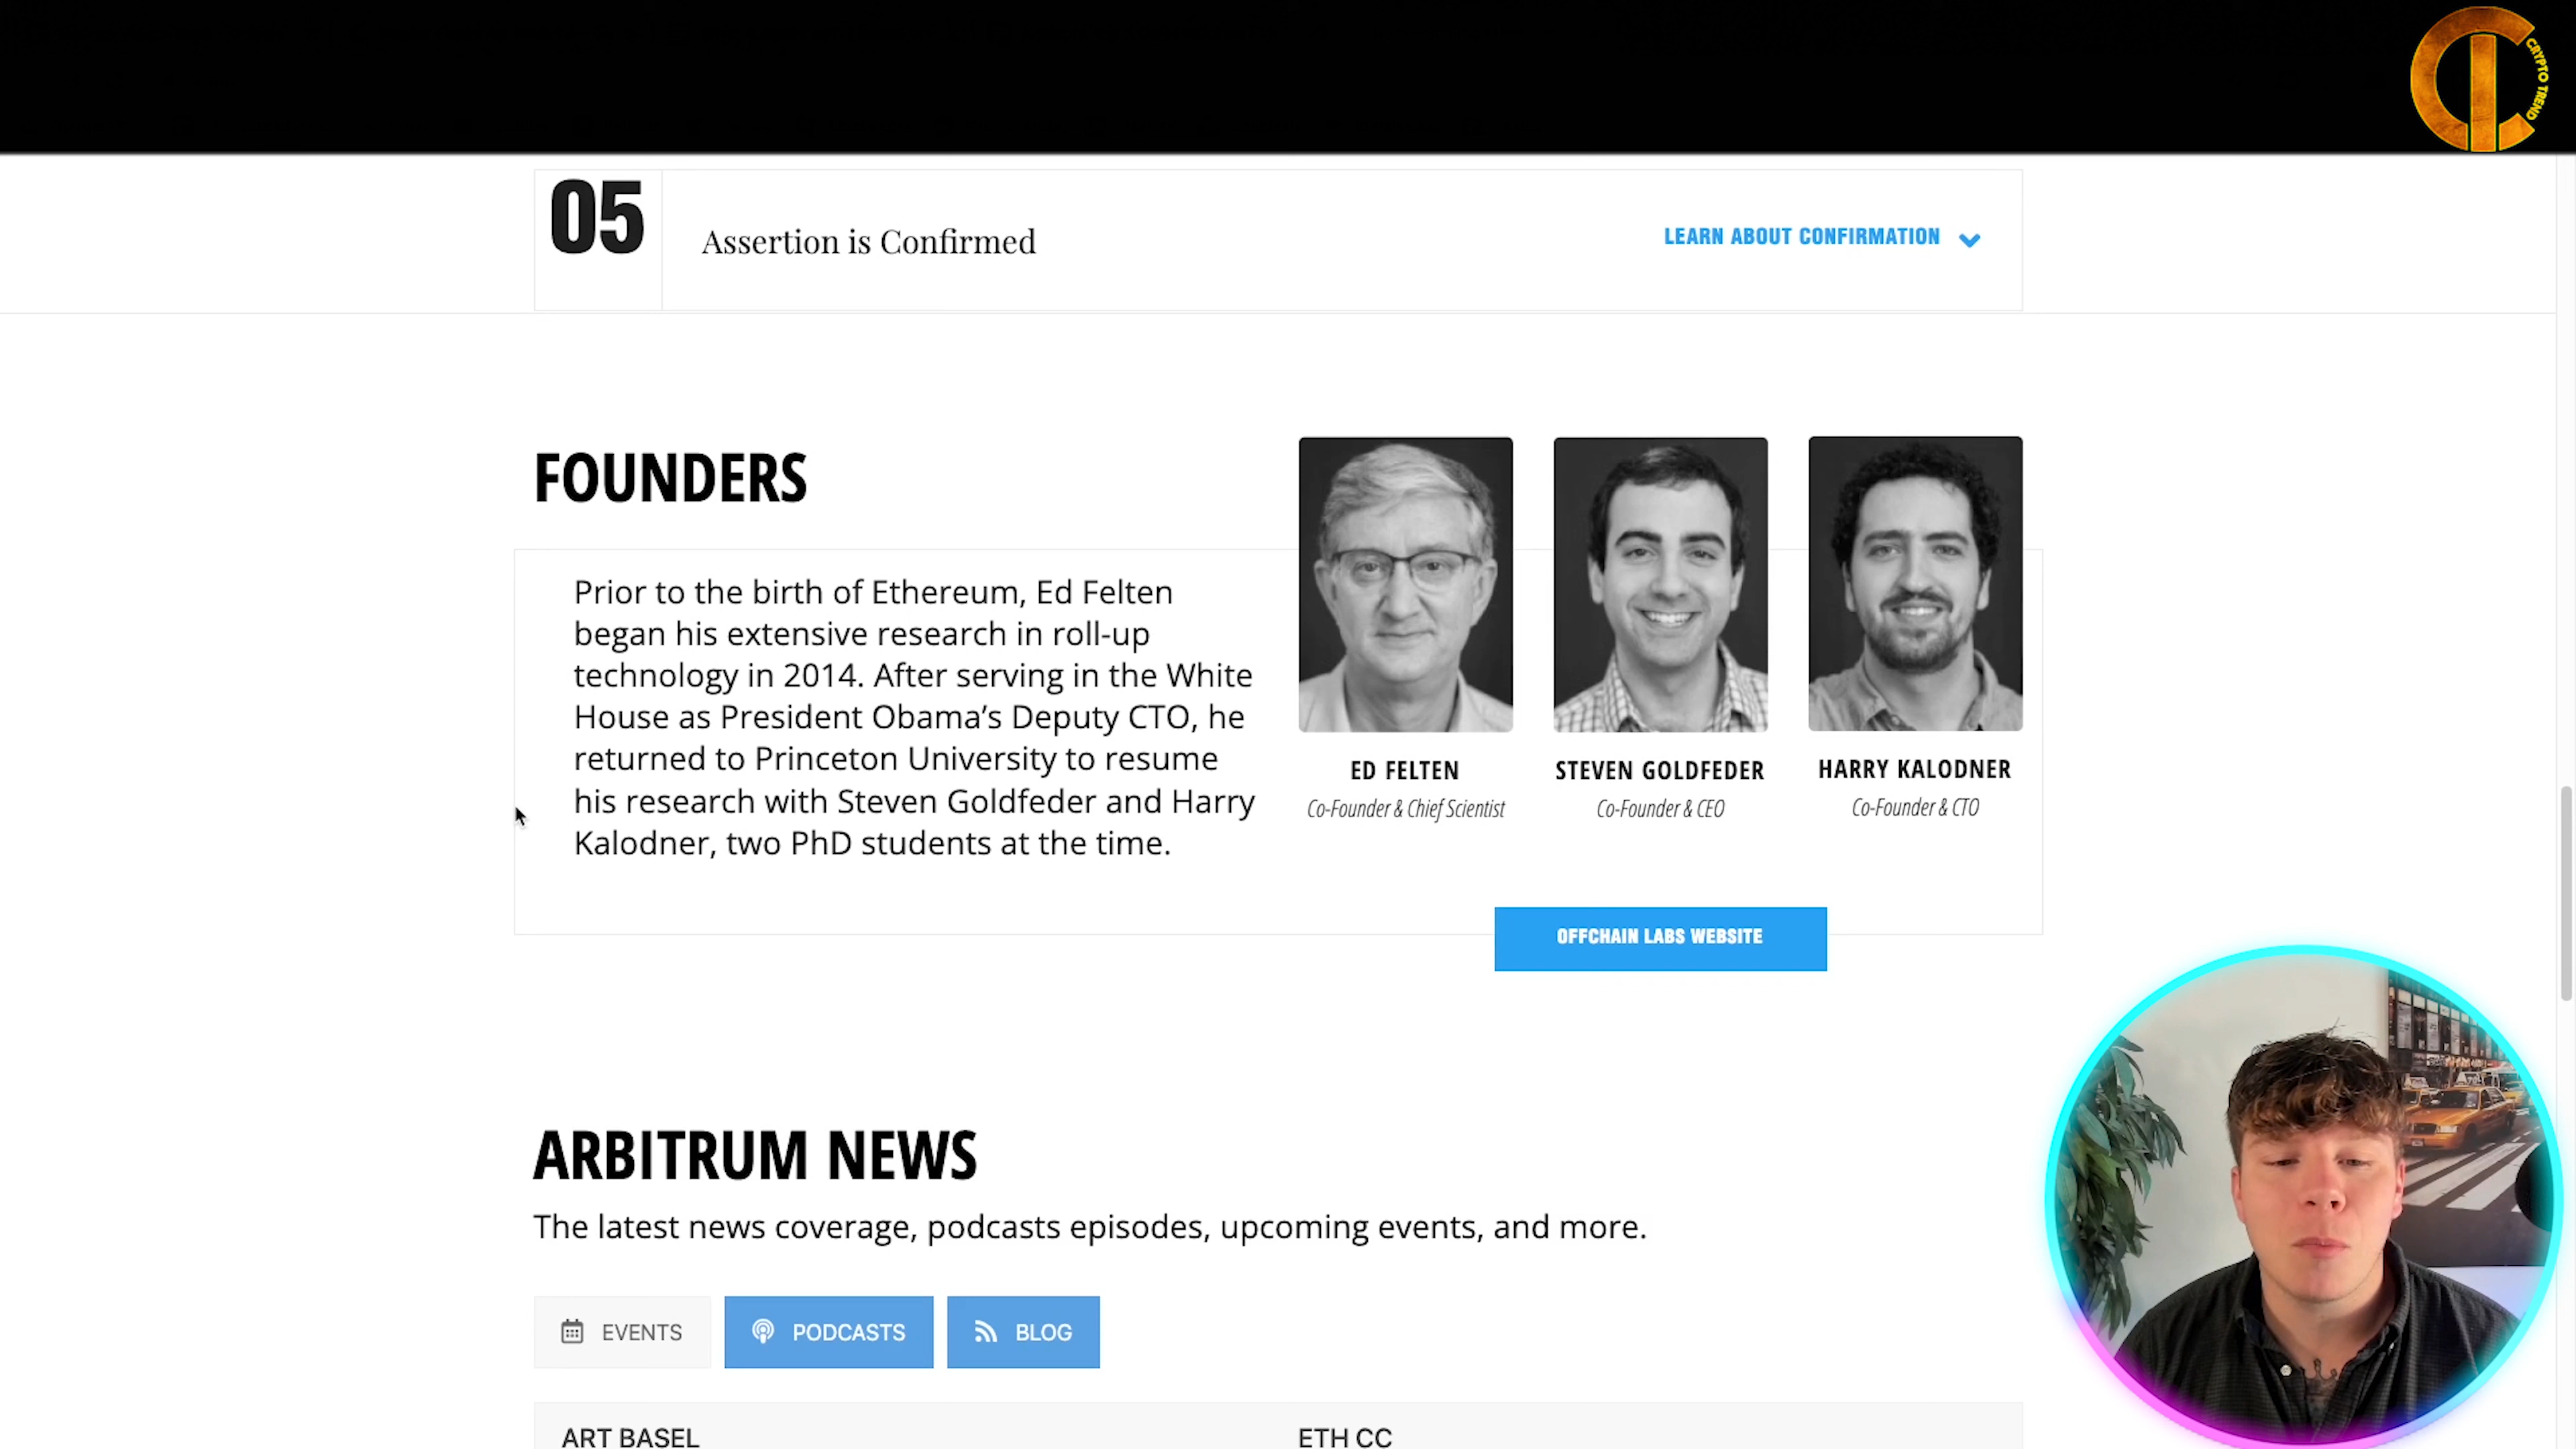 CRYPTO TREND
05
Assertion is Confirmed
LEARN ABOUT CONFIRMATION
FOUNDERS
Prior to the birth of Ethereum, Ed Felten
began his extensive research in roll-up
technology in 2014. After serving in the White
House as President Obama’s Deputy CTO, he
returned to Princeton University to resume
his research with Steven Goldfeder and Harry
Kalodner, two PhD students at the time.
ED FELTEN
Co-Founder & Chief Scientist
STEVEN GOLDFEDER
Co-Founder & CEO
HARRY KALODNER
Co-Founder & CTO
OFFCHAIN LABS WEBSITE
ARBITRUM NEWS
The latest news coverage, podcasts episodes, upcoming events, and more.
EVENTS
PODCASTS
BLOG
ART BASEL
ETH CC